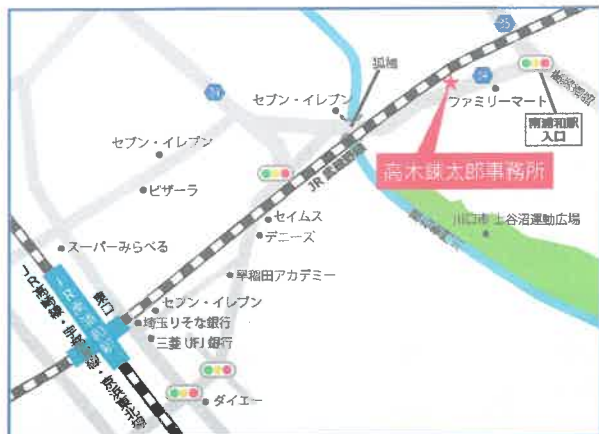 狐橋
セブン・イレブン
ファミリーマート
南浦和駅
入口
セブン・イレブン
高木錬太郎事務所
JR 武蔵野線
ピザーラ
セイムス
川口市 上谷沼運動広場
デニーズ
スーパーみらべる
早稲田アカデミー
セブン・イレブン
埼玉りそな銀行
三菱 UFJ 銀行
東口
ダイエー